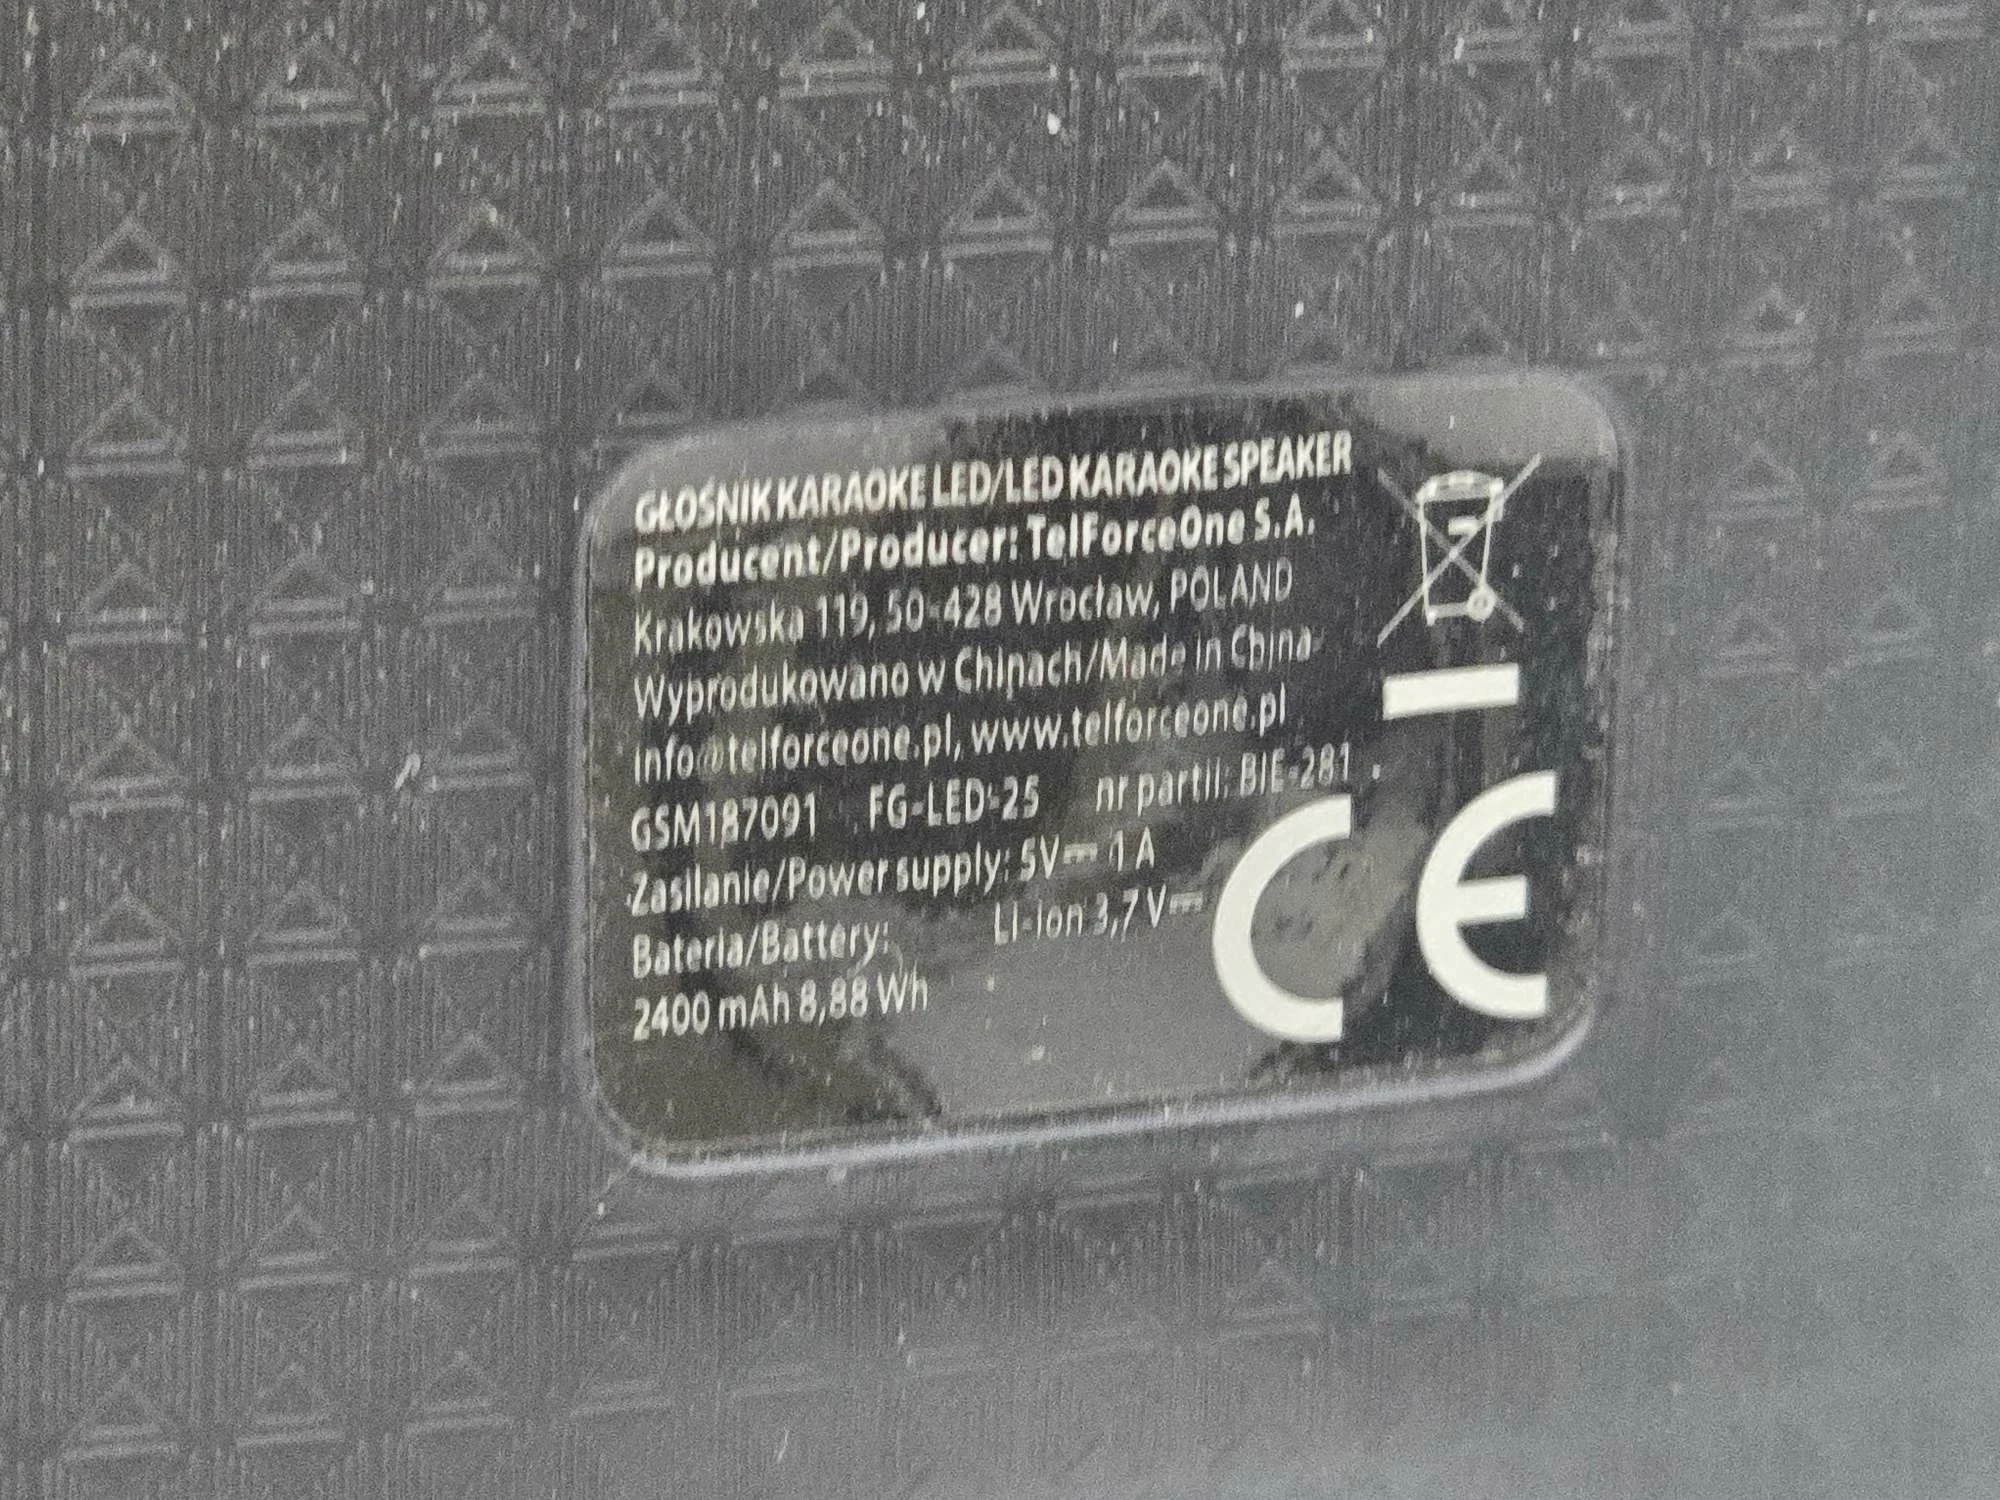 GŁOŚNIK KARAOKE LED/LED KARAOKE SPEAKER
Producent/Producer: TelForceOne S.A.
Krakowska 119, 50-428 Wrocław, POLAND
Wyprodukowano w Chinach/Made in China
info@telforceone.pl, www.telforceone.pl
GSM187091 FG-LED-25 nr partii: BIE-281
Zasilanie/Power supply: 5V⎓ 1 A
Bateria/Battery: Li-ion 3,7 V⎓
2400 mAh 8,88 Wh
CE